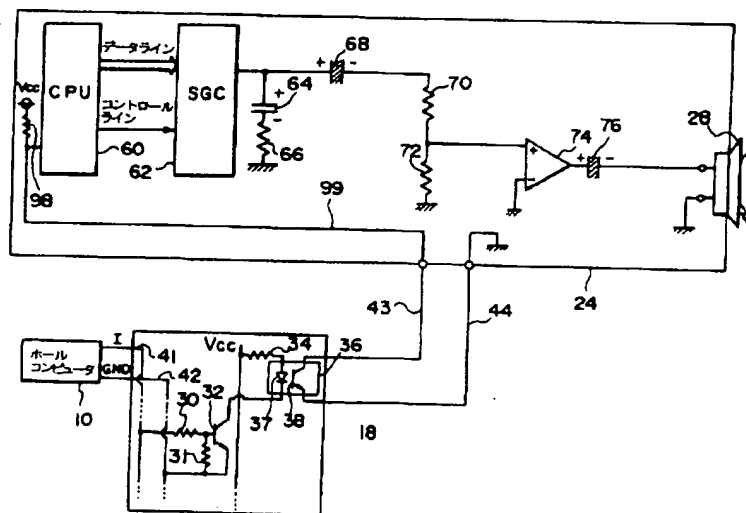 データライン
+ 68 -
Vcc
CPU
SGC
+
64
-
コントロール
ライン
70
28
74
76
+ -
66
72
+
-
60
62
98
99
24
43
44
I
Vcc
34
36
ホール
コンピュータ
41
GND
42
32
10
30
37
38
18
31